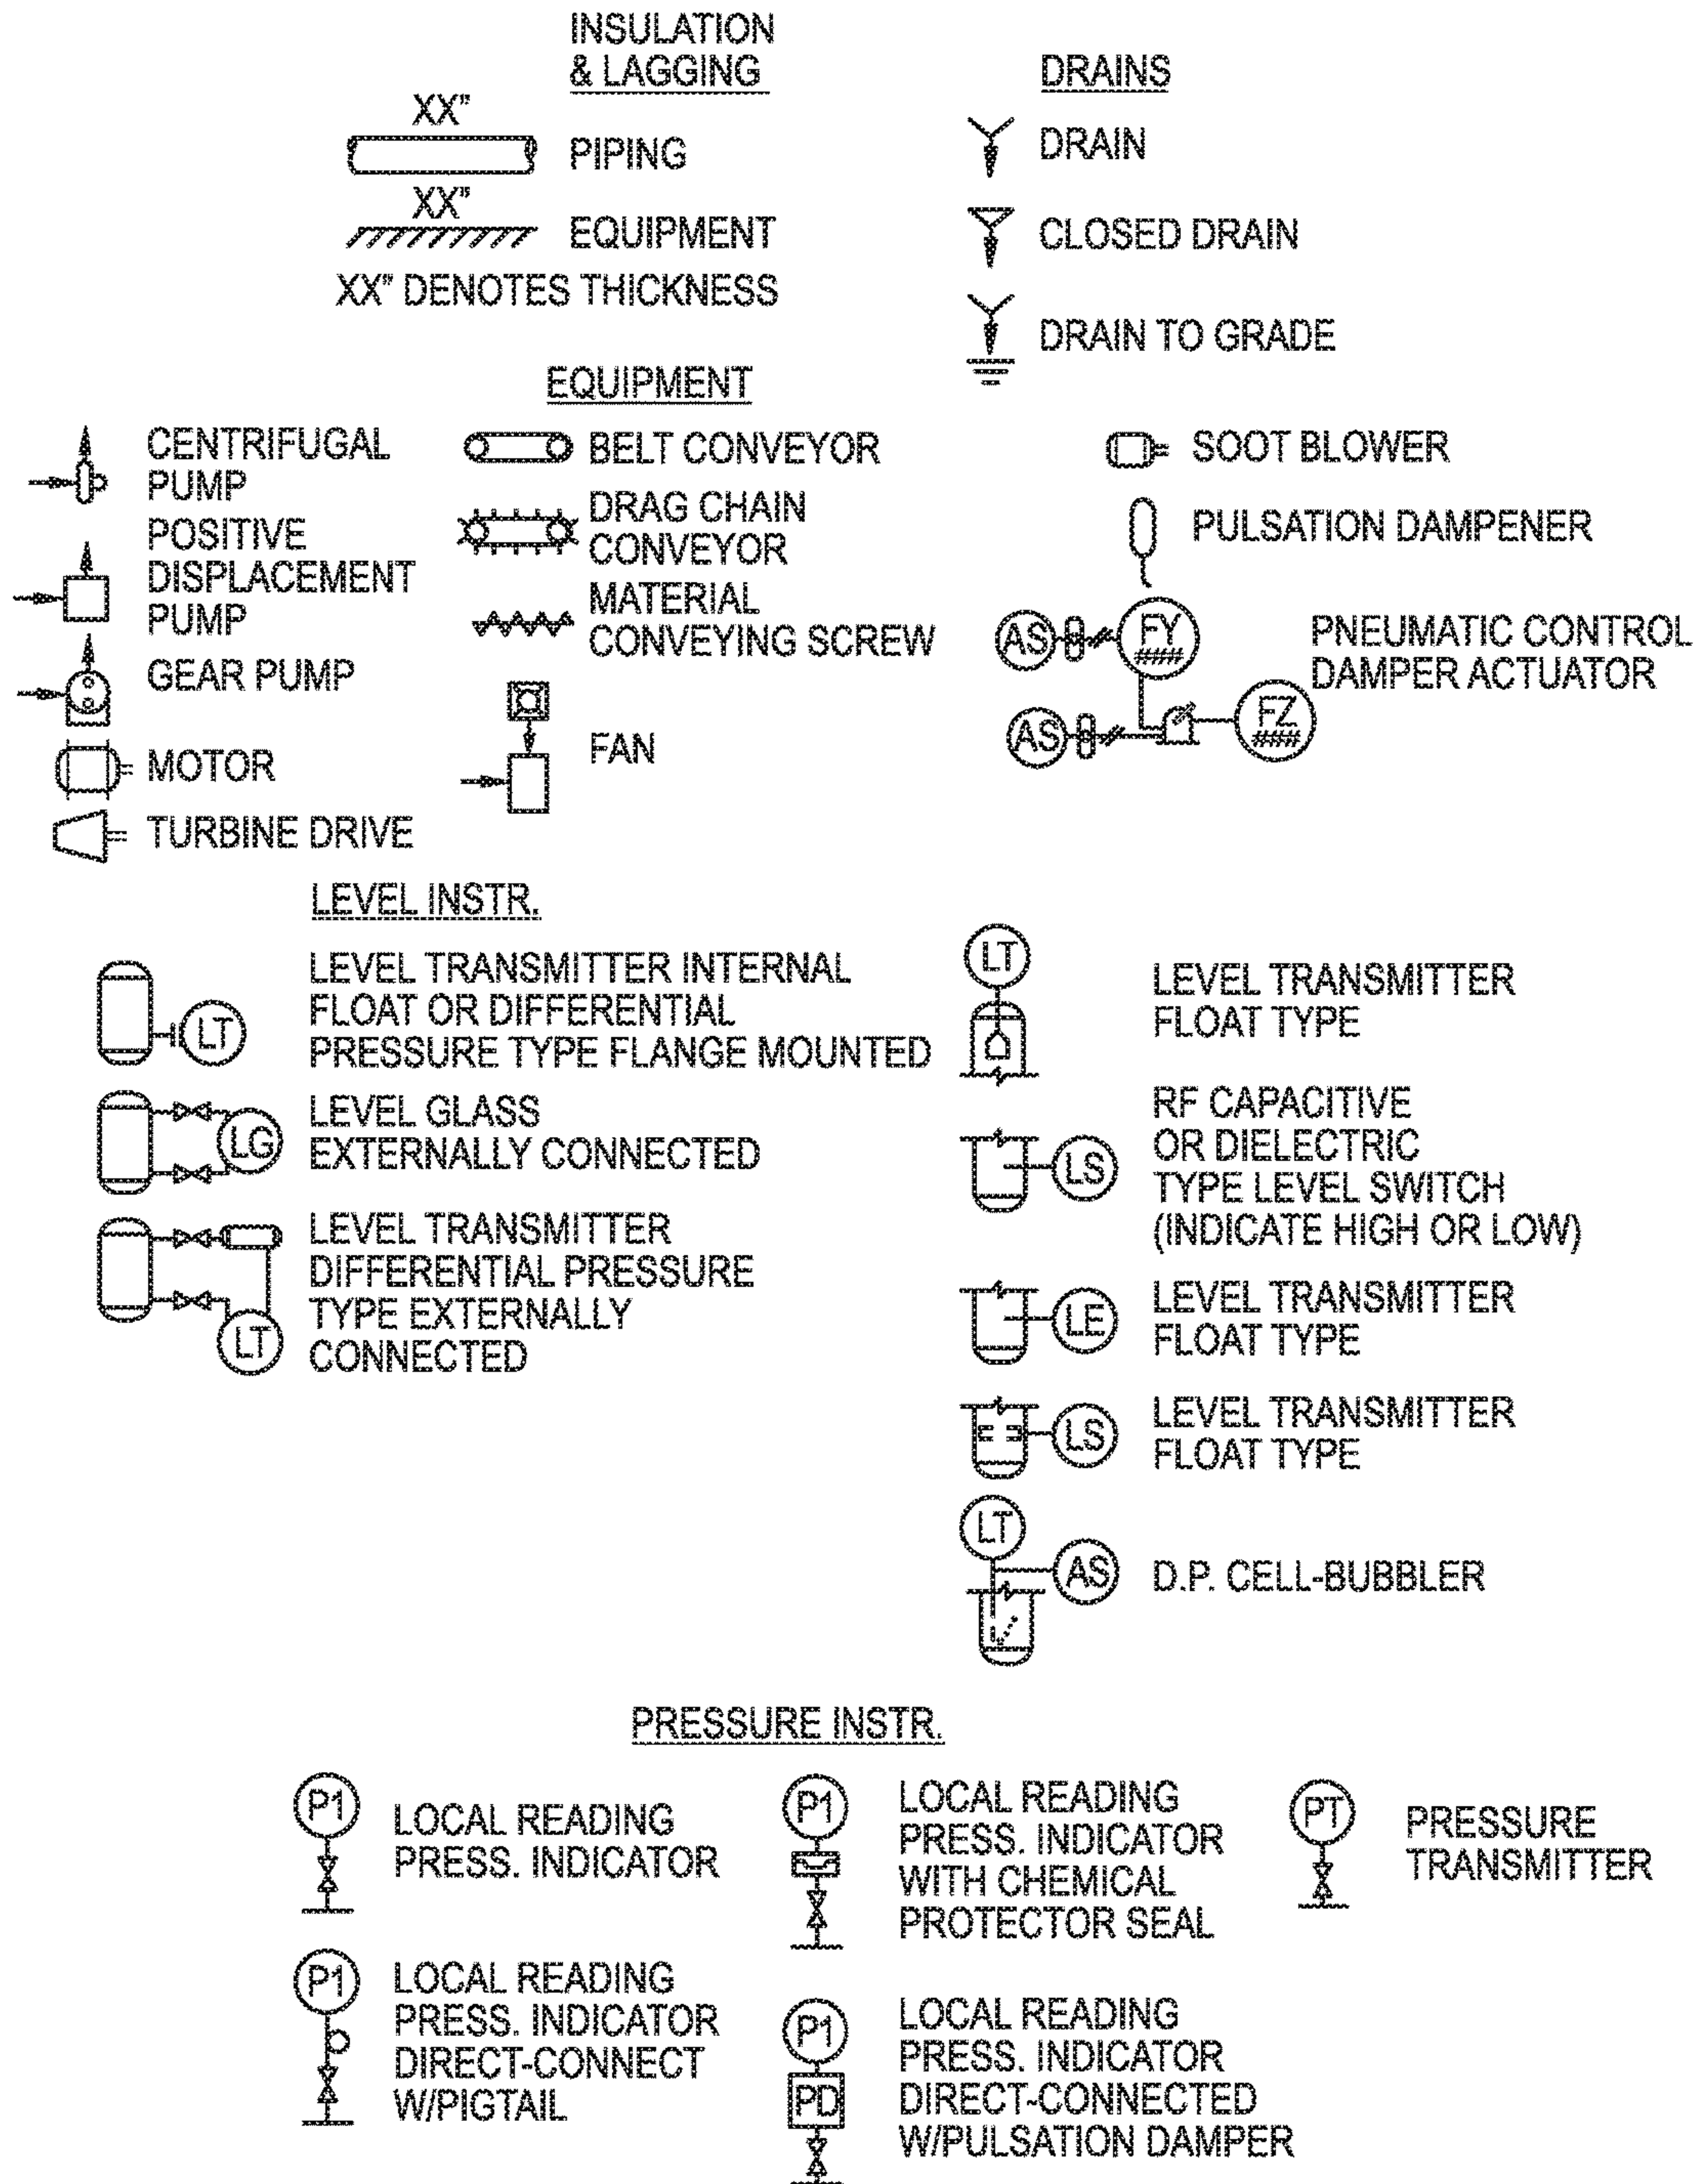 INSULATION
& LAGGING
XX"
PIPING
XX"
EQUIPMENT
XX" DENOTES THICKNESS
DRAINS
DRAIN
CLOSED DRAIN
DRAIN TO GRADE
EQUIPMENT
CENTRIFUGAL
PUMP
POSITIVE
DISPLACEMENT
PUMP
GEAR PUMP
MOTOR
TURBINE DRIVE
BELT CONVEYOR
DRAG CHAIN
CONVEYOR
MATERIAL
CONVEYING SCREW
FAN
SOOT BLOWER
PULSATION DAMPENER
AS
FY
####
AS
FZ
####
PNEUMATIC CONTROL
DAMPER ACTUATOR
LEVEL INSTR.
LT
LEVEL TRANSMITTER INTERNAL
FLOAT OR DIFFERENTIAL
PRESSURE TYPE FLANGE MOUNTED
LG
LEVEL GLASS
EXTERNALLY CONNECTED
LT
LEVEL TRANSMITTER
DIFFERENTIAL PRESSURE
TYPE EXTERNALLY
CONNECTED
LT
LEVEL TRANSMITTER
FLOAT TYPE
LS
RF CAPACITIVE
OR DIELECTRIC
TYPE LEVEL SWITCH
(INDICATE HIGH OR LOW)
LE
LEVEL TRANSMITTER
FLOAT TYPE
LS
LEVEL TRANSMITTER
FLOAT TYPE
LT
AS
D.P. CELL-BUBBLER
PRESSURE INSTR.
P1
LOCAL READING
PRESS. INDICATOR
P1
LOCAL READING
PRESS. INDICATOR
DIRECT-CONNECT
W/PIGTAIL
P1
LOCAL READING
PRESS. INDICATOR
WITH CHEMICAL
PROTECTOR SEAL
P1
PD
LOCAL READING
PRESS. INDICATOR
DIRECT-CONNECTED
W/PULSATION DAMPER
PT
PRESSURE
TRANSMITTER